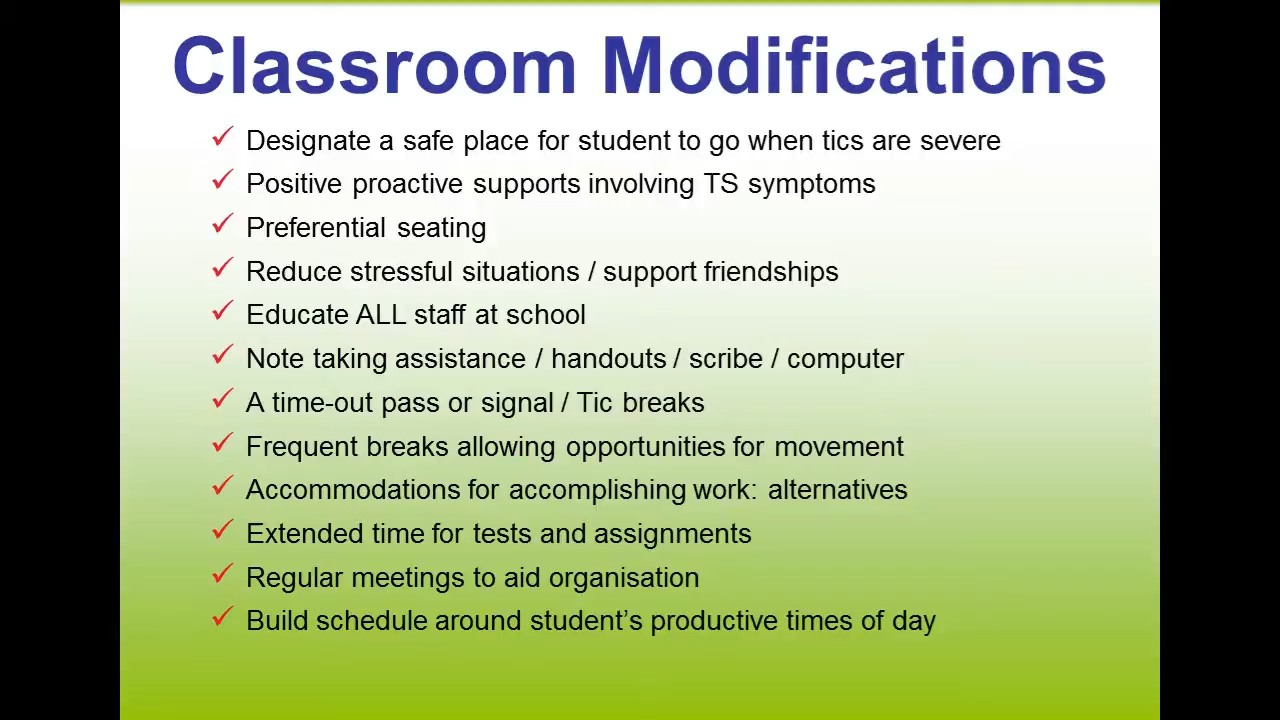 Classroom Modifications
✓ Designate a safe place for student to go when tics are severe
✓ Positive proactive supports involving TS symptoms
✓ Preferential seating
✓ Reduce stressful situations / support friendships
✓ Educate ALL staff at school
✓ Note taking assistance / handouts / scribe / computer
✓ A time-out pass or signal / Tic breaks
✓ Frequent breaks allowing opportunities for movement
✓ Accommodations for accomplishing work: alternatives
✓ Extended time for tests and assignments
✓ Regular meetings to aid organisation
✓ Build schedule around student’s productive times of day